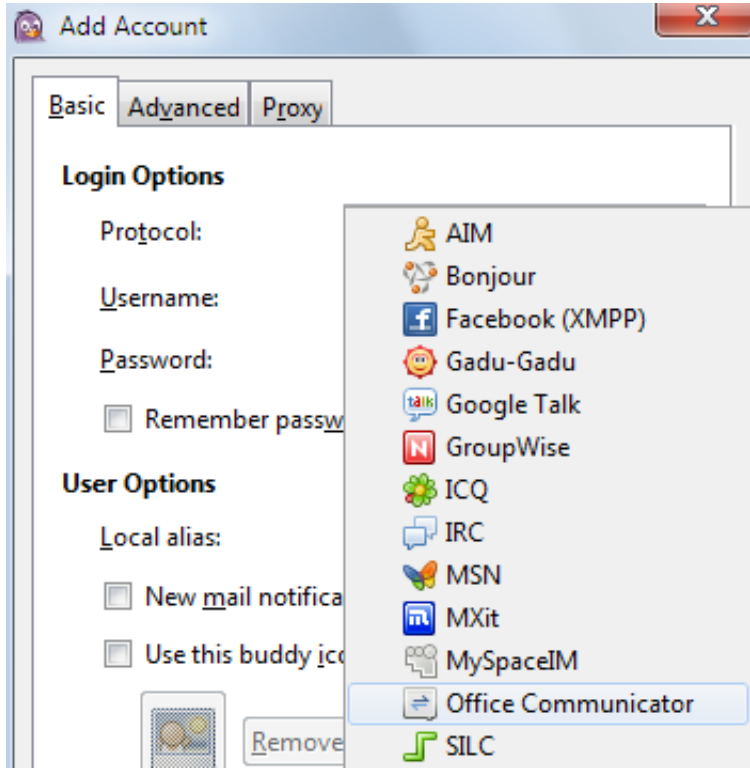 Add Account
Basic Advanced Proxy
Login Options
Protocol:
Username:
Password:
Remember passw
User Options
Local alias:
New mail notifica
Use this buddy ico
Remove
AIM
Bonjour
Facebook (XMPP)
Gadu-Gadu
talk Google Talk
GroupWise
ICQ
IRC
MSN
MXit
MySpaceIM
Office Communicator
SILC